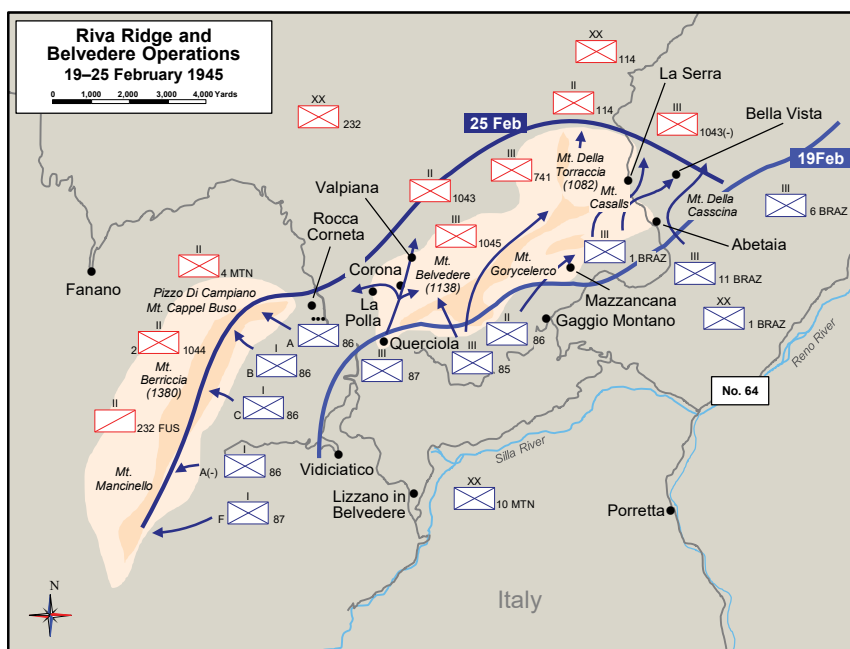 Riva Ridge and
Belvedere Operations
19–25 February 1945
0 1,000 2,000 3,000 4,000 Yards
XX
114
XX
232
II
114
La Serra
25 Feb
III
1043(-)
Bella Vista
19Feb
Valpiana
II
1043
III
741
Mt. Della
Torraccia
(1082)
Mt.
Casalls
Mt. Della
Casscina
III
6 BRAZ
Rocca
Corneta
III
1045
Mt.
Gorycelerco
III
1 BRAZ
Abetaia
II
4 MTN
Corona
Mt.
Belvedere
(1138)
III
11 BRAZ
Fanano
Pizzo Di Campiano
Mt. Cappel Buso
La
Polla
Mazzancana
XX
1 BRAZ
II
2 1044
A 86
Querciola
II
86
Gaggio Montano
Reno River
Mt.
Berriccia
(1380)
I
B 86
III
87
III
85
No. 64
I
C 86
II
232 FUS
Silla River
Mt.
Mancinello
I
A(-) 86
Vidiciatico
Lizzano in
Belvedere
XX
10 MTN
Porretta
I
F 87
Italy
N